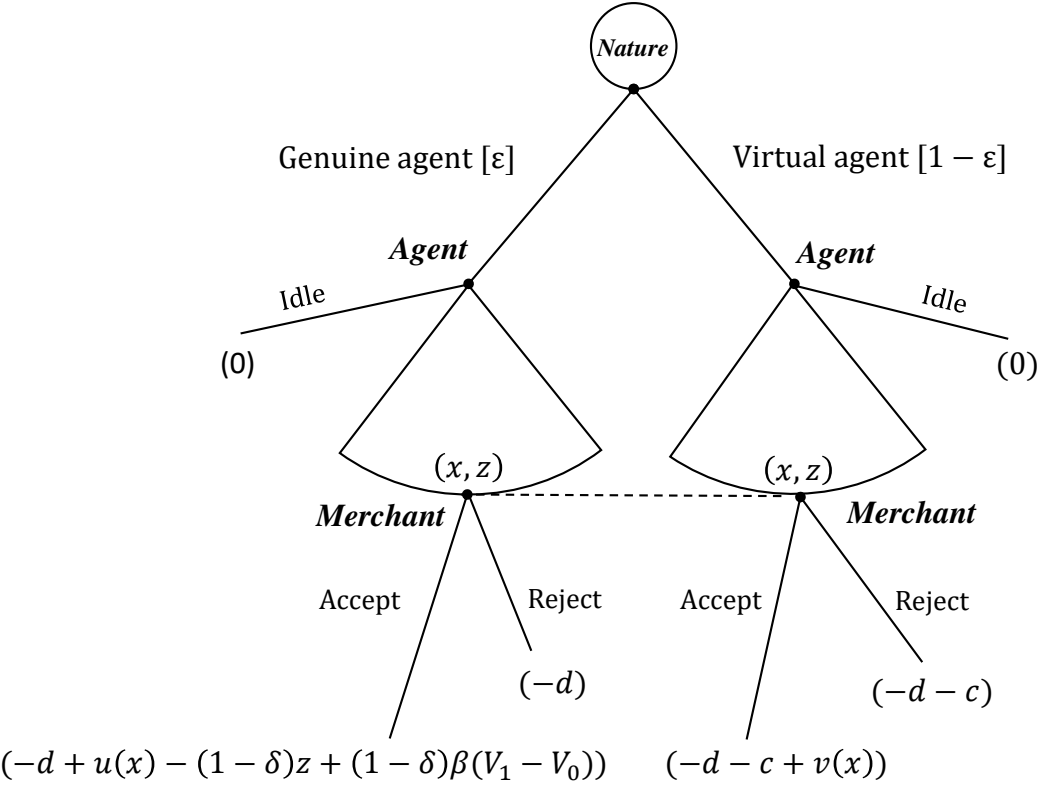 Nature
Genuine agent [ε]
Virtual agent [1 − ε]
Agent
Agent
Idle
Idle
(0)
(0)
(x, z)
(x, z)
Merchant
Merchant
Accept
Reject
Accept
Reject
(−d)
(−d − c)
(−d + u(x) − (1 − δ)z + (1 − δ)β(V₁ − V₀))
(−d − c + v(x))